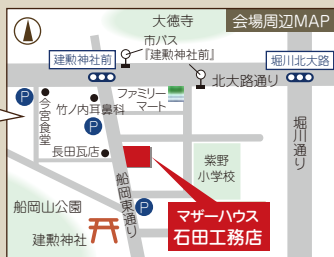 大徳寺
会場周辺MAP
市バス
『建勲神社前』
建勲神社前
堀川北大路
北大路通り
P
今宮食堂
竹ノ内耳鼻科
ファミリー
マート
P
長田瓦店
堀川通り
紫野
小学校
船岡東通り
船岡山公園
P
マザーハウス
石田工務店
建勲神社